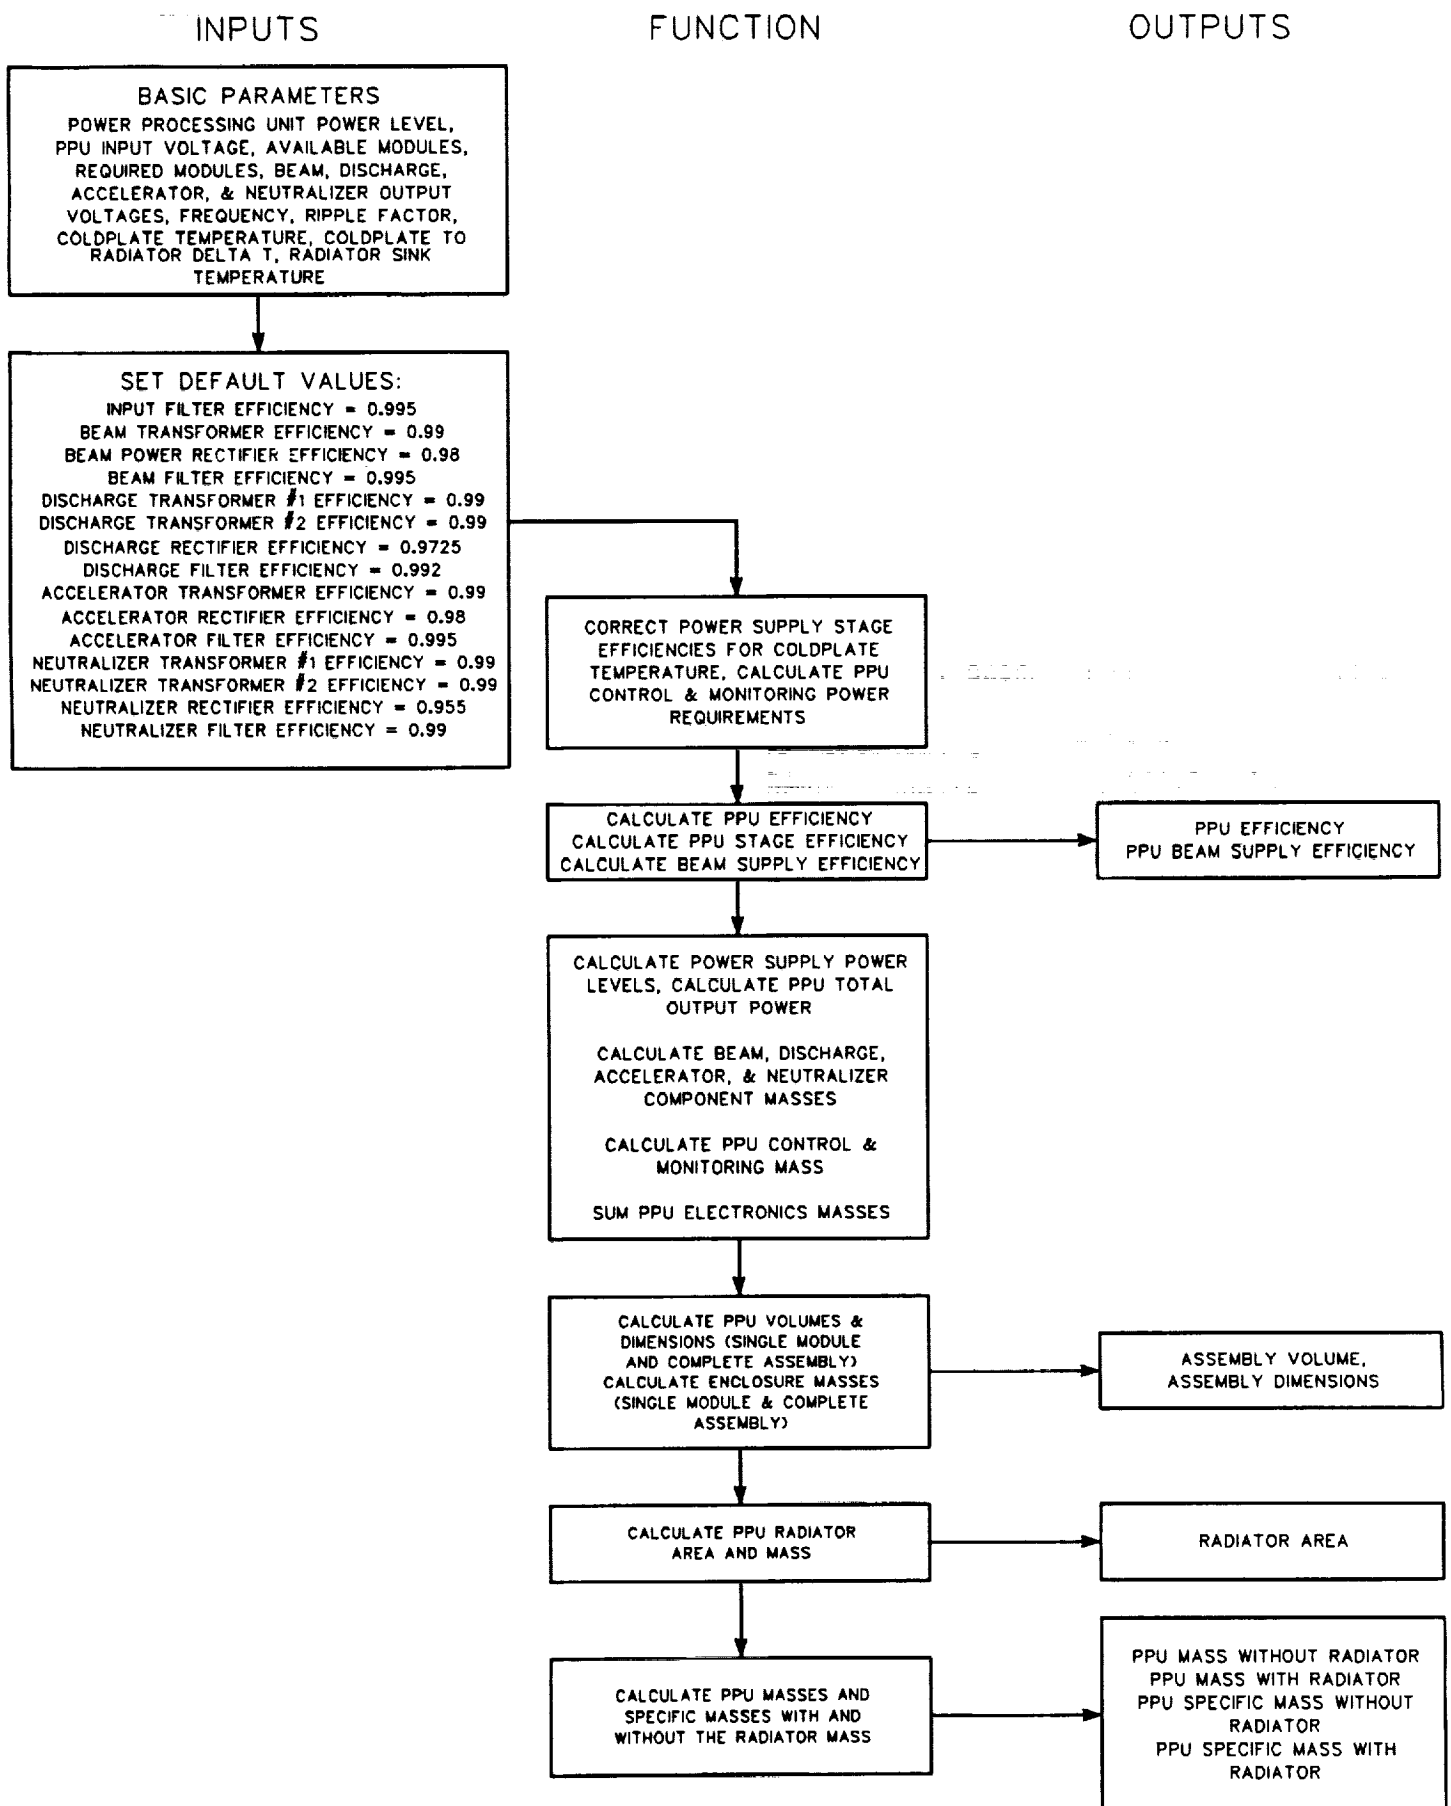 INPUTS
FUNCTION
OUTPUTS
BASIC PARAMETERS
POWER PROCESSING UNIT POWER LEVEL,
PPU INPUT VOLTAGE, AVAILABLE MODULES,
REQUIRED MODULES, BEAM, DISCHARGE,
ACCELERATOR, & NEUTRALIZER OUTPUT
VOLTAGES, FREQUENCY, RIPPLE FACTOR,
COLDPLATE TEMPERATURE, COLDPLATE TO
RADIATOR DELTA T, RADIATOR SINK
TEMPERATURE
SET DEFAULT VALUES:
INPUT FILTER EFFICIENCY = 0.995
BEAM TRANSFORMER EFFICIENCY = 0.99
BEAM POWER RECTIFIER EFFICIENCY = 0.98
BEAM FILTER EFFICIENCY = 0.995
DISCHARGE TRANSFORMER #1 EFFICIENCY = 0.99
DISCHARGE TRANSFORMER #2 EFFICIENCY = 0.99
DISCHARGE RECTIFIER EFFICIENCY = 0.9725
DISCHARGE FILTER EFFICIENCY = 0.992
ACCELERATOR TRANSFORMER EFFICIENCY = 0.99
ACCELERATOR RECTIFIER EFFICIENCY = 0.98
ACCELERATOR FILTER EFFICIENCY = 0.995
NEUTRALIZER TRANSFORMER #1 EFFICIENCY = 0.99
NEUTRALIZER TRANSFORMER #2 EFFICIENCY = 0.99
NEUTRALIZER RECTIFIER EFFICIENCY = 0.955
NEUTRALIZER FILTER EFFICIENCY = 0.99
CORRECT POWER SUPPLY STAGE
EFFICIENCIES FOR COLDPLATE
TEMPERATURE, CALCULATE PPU
CONTROL & MONITORING POWER
REQUIREMENTS
CALCULATE PPU EFFICIENCY
CALCULATE PPU STAGE EFFICIENCY
CALCULATE BEAM SUPPLY EFFICIENCY
PPU EFFICIENCY
PPU BEAM SUPPLY EFFICIENCY
CALCULATE POWER SUPPLY POWER
LEVELS, CALCULATE PPU TOTAL
OUTPUT POWER
CALCULATE BEAM, DISCHARGE,
ACCELERATOR, & NEUTRALIZER
COMPONENT MASSES
CALCULATE PPU CONTROL &
MONITORING MASS
SUM PPU ELECTRONICS MASSES
CALCULATE PPU VOLUMES &
DIMENSIONS (SINGLE MODULE
AND COMPLETE ASSEMBLY)
CALCULATE ENCLOSURE MASSES
(SINGLE MODULE & COMPLETE
ASSEMBLY)
ASSEMBLY VOLUME,
ASSEMBLY DIMENSIONS
CALCULATE PPU RADIATOR
AREA AND MASS
RADIATOR AREA
CALCULATE PPU MASSES AND
SPECIFIC MASSES WITH AND
WITHOUT THE RADIATOR MASS
PPU MASS WITHOUT RADIATOR
PPU MASS WITH RADIATOR
PPU SPECIFIC MASS WITHOUT
RADIATOR
PPU SPECIFIC MASS WITH
RADIATOR